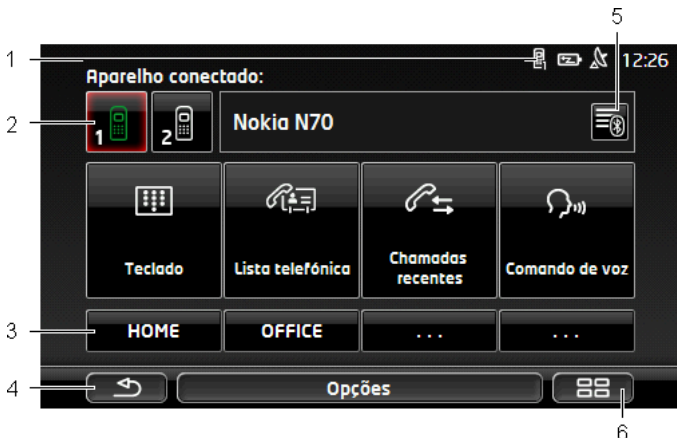 5
1
12:26
Aparelho conectado:
2
1
2
Nokia N70
Teclado
Lista telefónica
Chamadas
recentes
Comando de voz
3
HOME
OFFICE
...
...
4
Opções
6